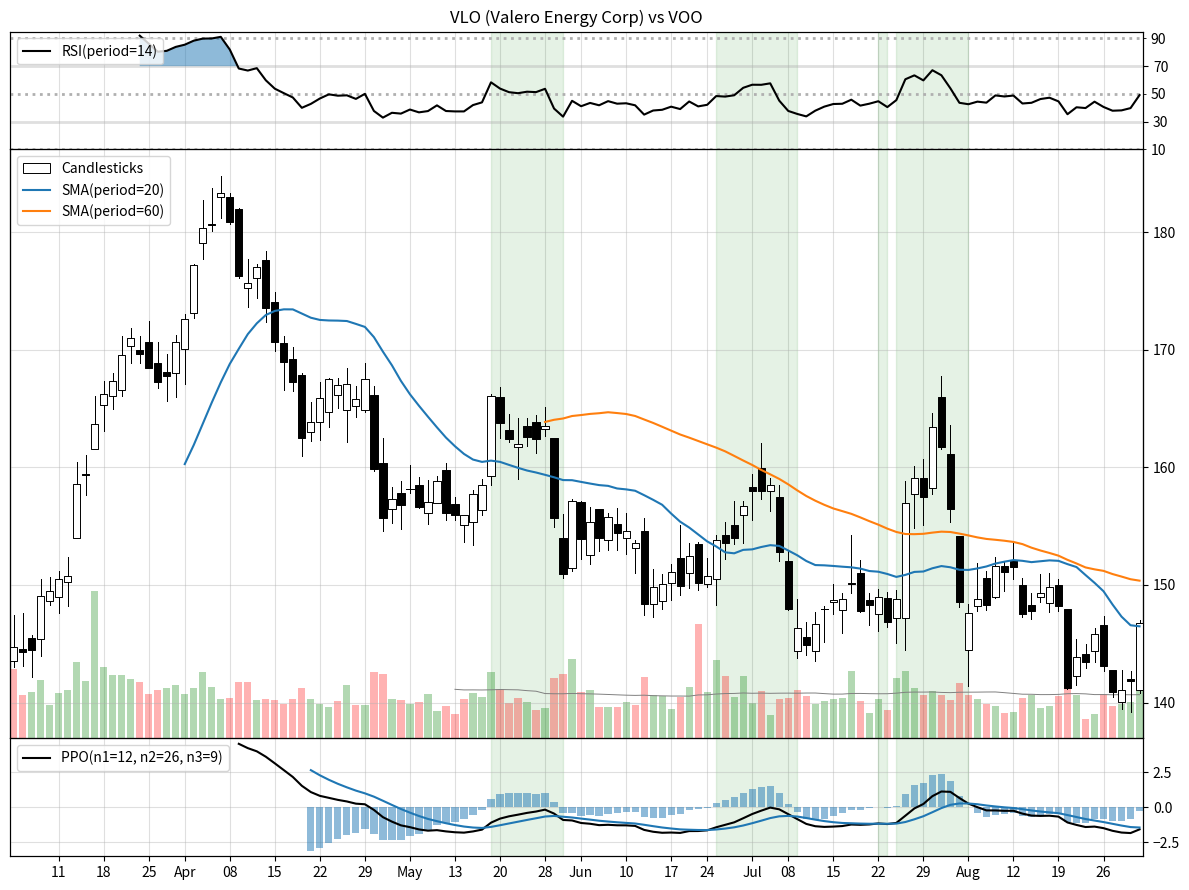 VLO (Valero Energy Corp) vs VOO
RSI(period=14)
90
70
50
30
10
Candlesticks
SMA(period=20)
SMA(period=60)
180
170
160
150
140
PPO(n1=12, n2=26, n3=9)
2.5
0.0
−2.5
11 18 25 Apr 08 15 22 29 May 13 20 28 Jun 10 17 24 Jul 08 15 22 29 Aug 12 19 26